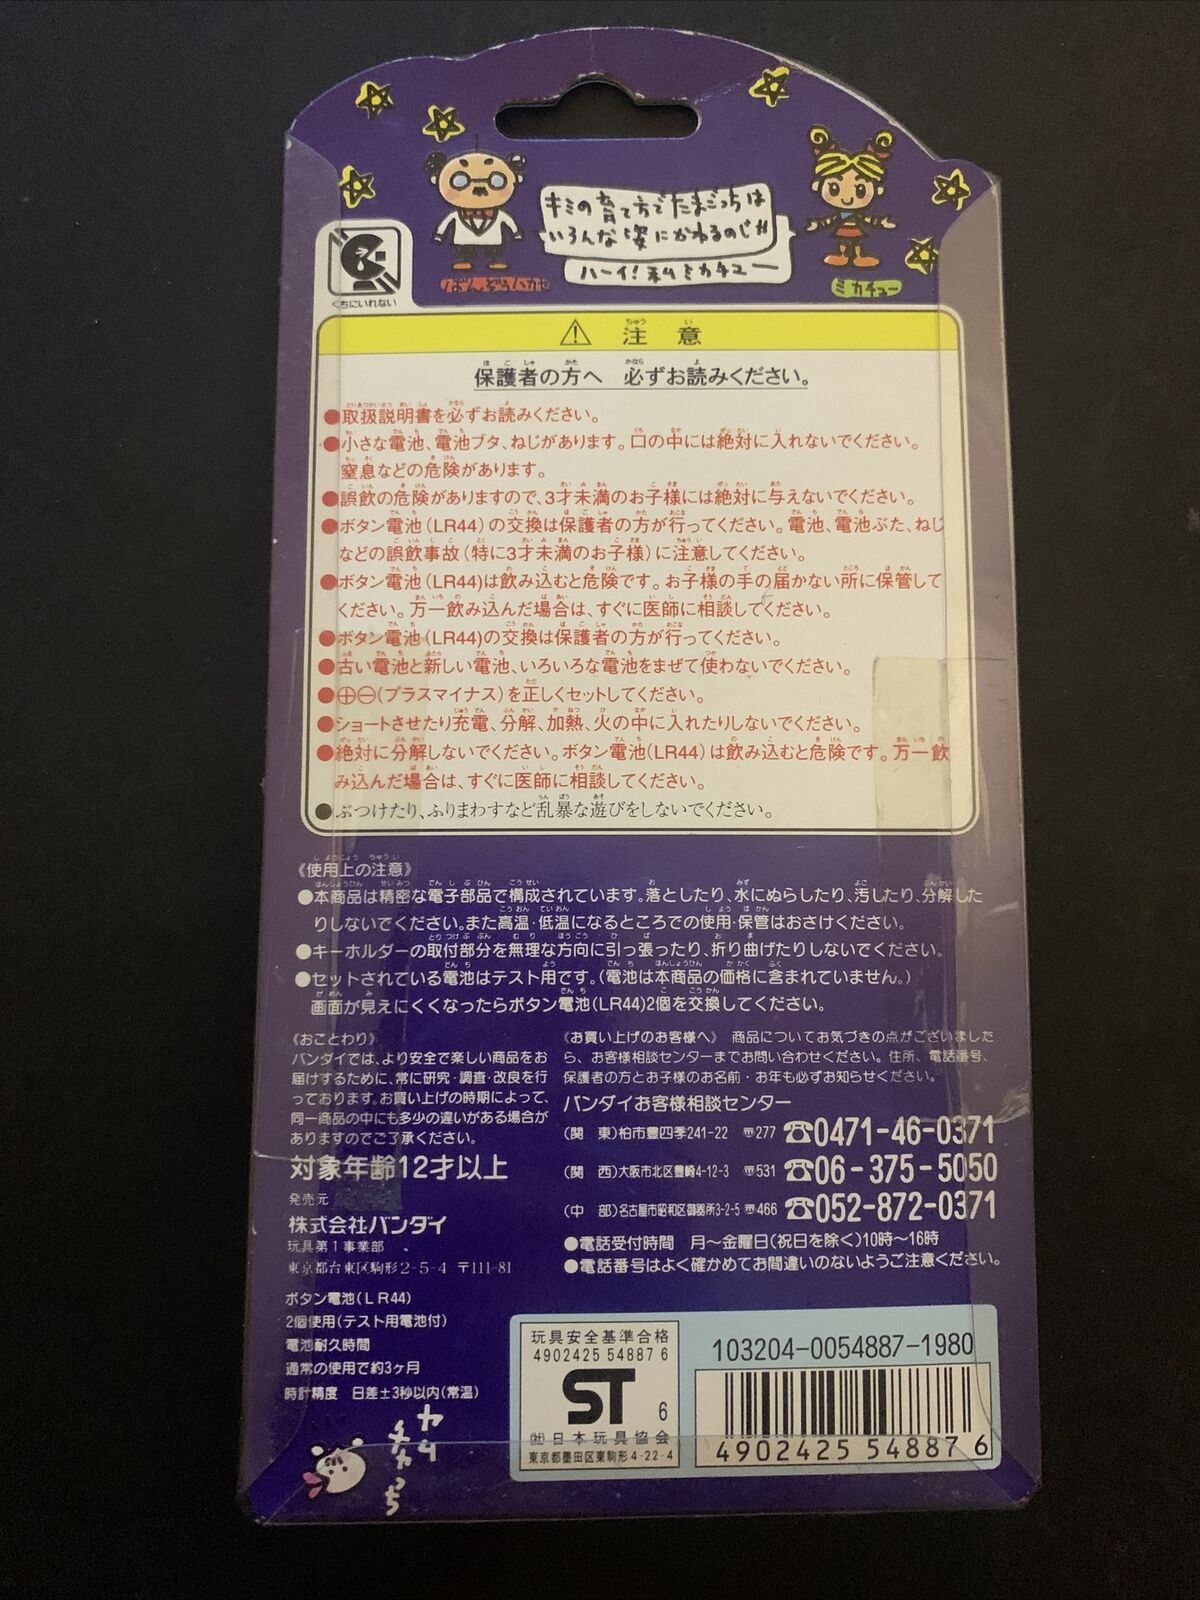 キミの育て方でたまごっちは
いろんな姿にかわるのじゃ
ハーイ!私ミカチュー
ばんぞうハカセ
ミカチュー
くちにいれない
⚠ 注意
保護者の方へ 必ずお読みください。
●取扱説明書を必ずお読みください。
●小さな電池、電池ブタ、ねじがあります。口の中には絶対に入れないでください。
窒息などの危険があります。
●誤飲の危険がありますので、3才未満のお子様には絶対に与えないでください。
●ボタン電池(LR44)の交換は保護者の方が行ってください。電池、電池ぶた、ねじ
などの誤飲事故(特に3才未満のお子様)に注意してください。
●ボタン電池(LR44)は飲み込むと危険です。お子様の手の届かない所に保管して
ください。万一飲み込んだ場合は、すぐに医師に相談してください。
●ボタン電池(LR44)の交換は保護者の方が行ってください。
●古い電池と新しい電池、いろいろな電池をまぜて使わないでください。
●⊕⊖(プラスマイナス)を正しくセットしてください。
●ショートさせたり充電、分解、加熱、火の中に入れたりしないでください。
●絶対に分解しないでください。ボタン電池(LR44)は飲み込むと危険です。万一飲
み込んだ場合は、すぐに医師に相談してください。
●ぶつけたり、ふりまわすなど乱暴な遊びをしないでください。
《使用上の注意》
●本商品は精密な電子部品で構成されています。落としたり、水にぬらしたり、汚したり、分解した
りしないでください。また高温・低温になるところでの使用・保管はおさけください。
●キーホルダーの取付部分を無理な方向に引っ張ったり、折り曲げたりしないでください。
●セットされている電池はテスト用です。(電池は本商品の価格に含まれていません。)
画面が見えにくくなったらボタン電池(LR44)2個を交換してください。
《おことわり》
バンダイでは、より安全で楽しい商品をお
届けするために、常に研究・調査・改良を行
っております。お買い上げの時期によって、
同一商品の中にも多少の違いがある場合が
ありますのでご了承ください。
対象年齢12才以上
発売元
株式会社バンダイ
玩具第1事業部
東京都台東区駒形2-5-4 〒111-81
ボタン電池(LR44)
2個使用(テスト用電池付)
電池耐久時間
通常の使用で約3ヶ月
時計精度 日差±3秒以内(常温)
《お買い上げのお客様へ》 商品についてお気づきの点がございました
ら、お客様相談センターまでお問い合わせください。住所、電話番号、
保護者の方とお子様のお名前・お年も必ずお知らせください。
バンダイお客様相談センター
(関 東)柏市豊四季241-22 〒277 ☎0471-46-0371
(関 西)大阪市北区豊崎4-12-3 〒531 ☎06-375-5050
(中 部)名古屋市昭和区御器所3-2-5 〒466 ☎052-872-0371
●電話受付時間 月〜金曜日(祝日を除く)10時〜16時
●電話番号はよく確かめてお間違いのないようご注意ください。
玩具安全基準合格
4902425 54887 6
ST 6
(社)日本玩具協会
東京都墨田区東駒形4-22-4
103204-0054887-1980
4902425 548876